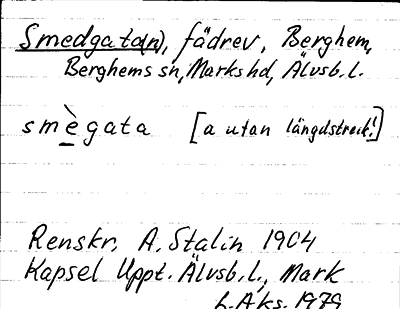 Smedgata(n), fädrev, Berghem,
Berghems sn, Marks hd, Älvsb. l.
smègata [a utan längdstreck!]
Renskr. A. Stalin 1904
Kapsel Uppt. Älvsb. l., Mark
L. Aks. 1979